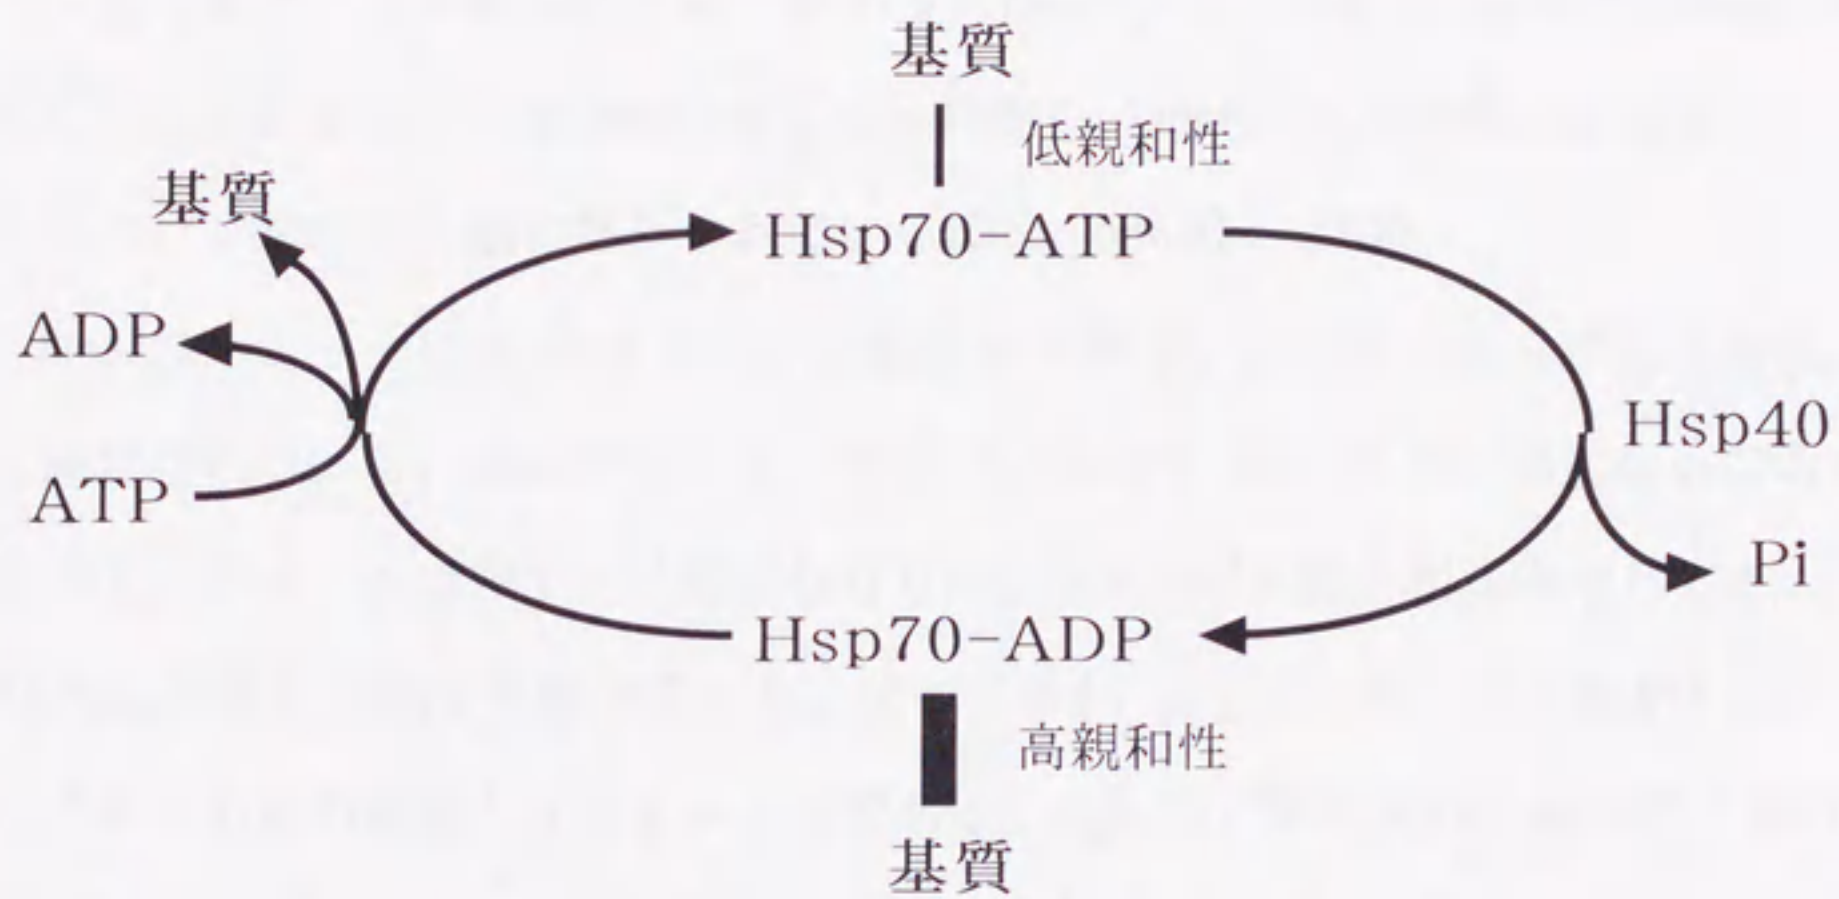 基質
低親和性
基質
Hsp70-ATP
ADP
Hsp40
ATP
Pi
Hsp70-ADP
高親和性
基質